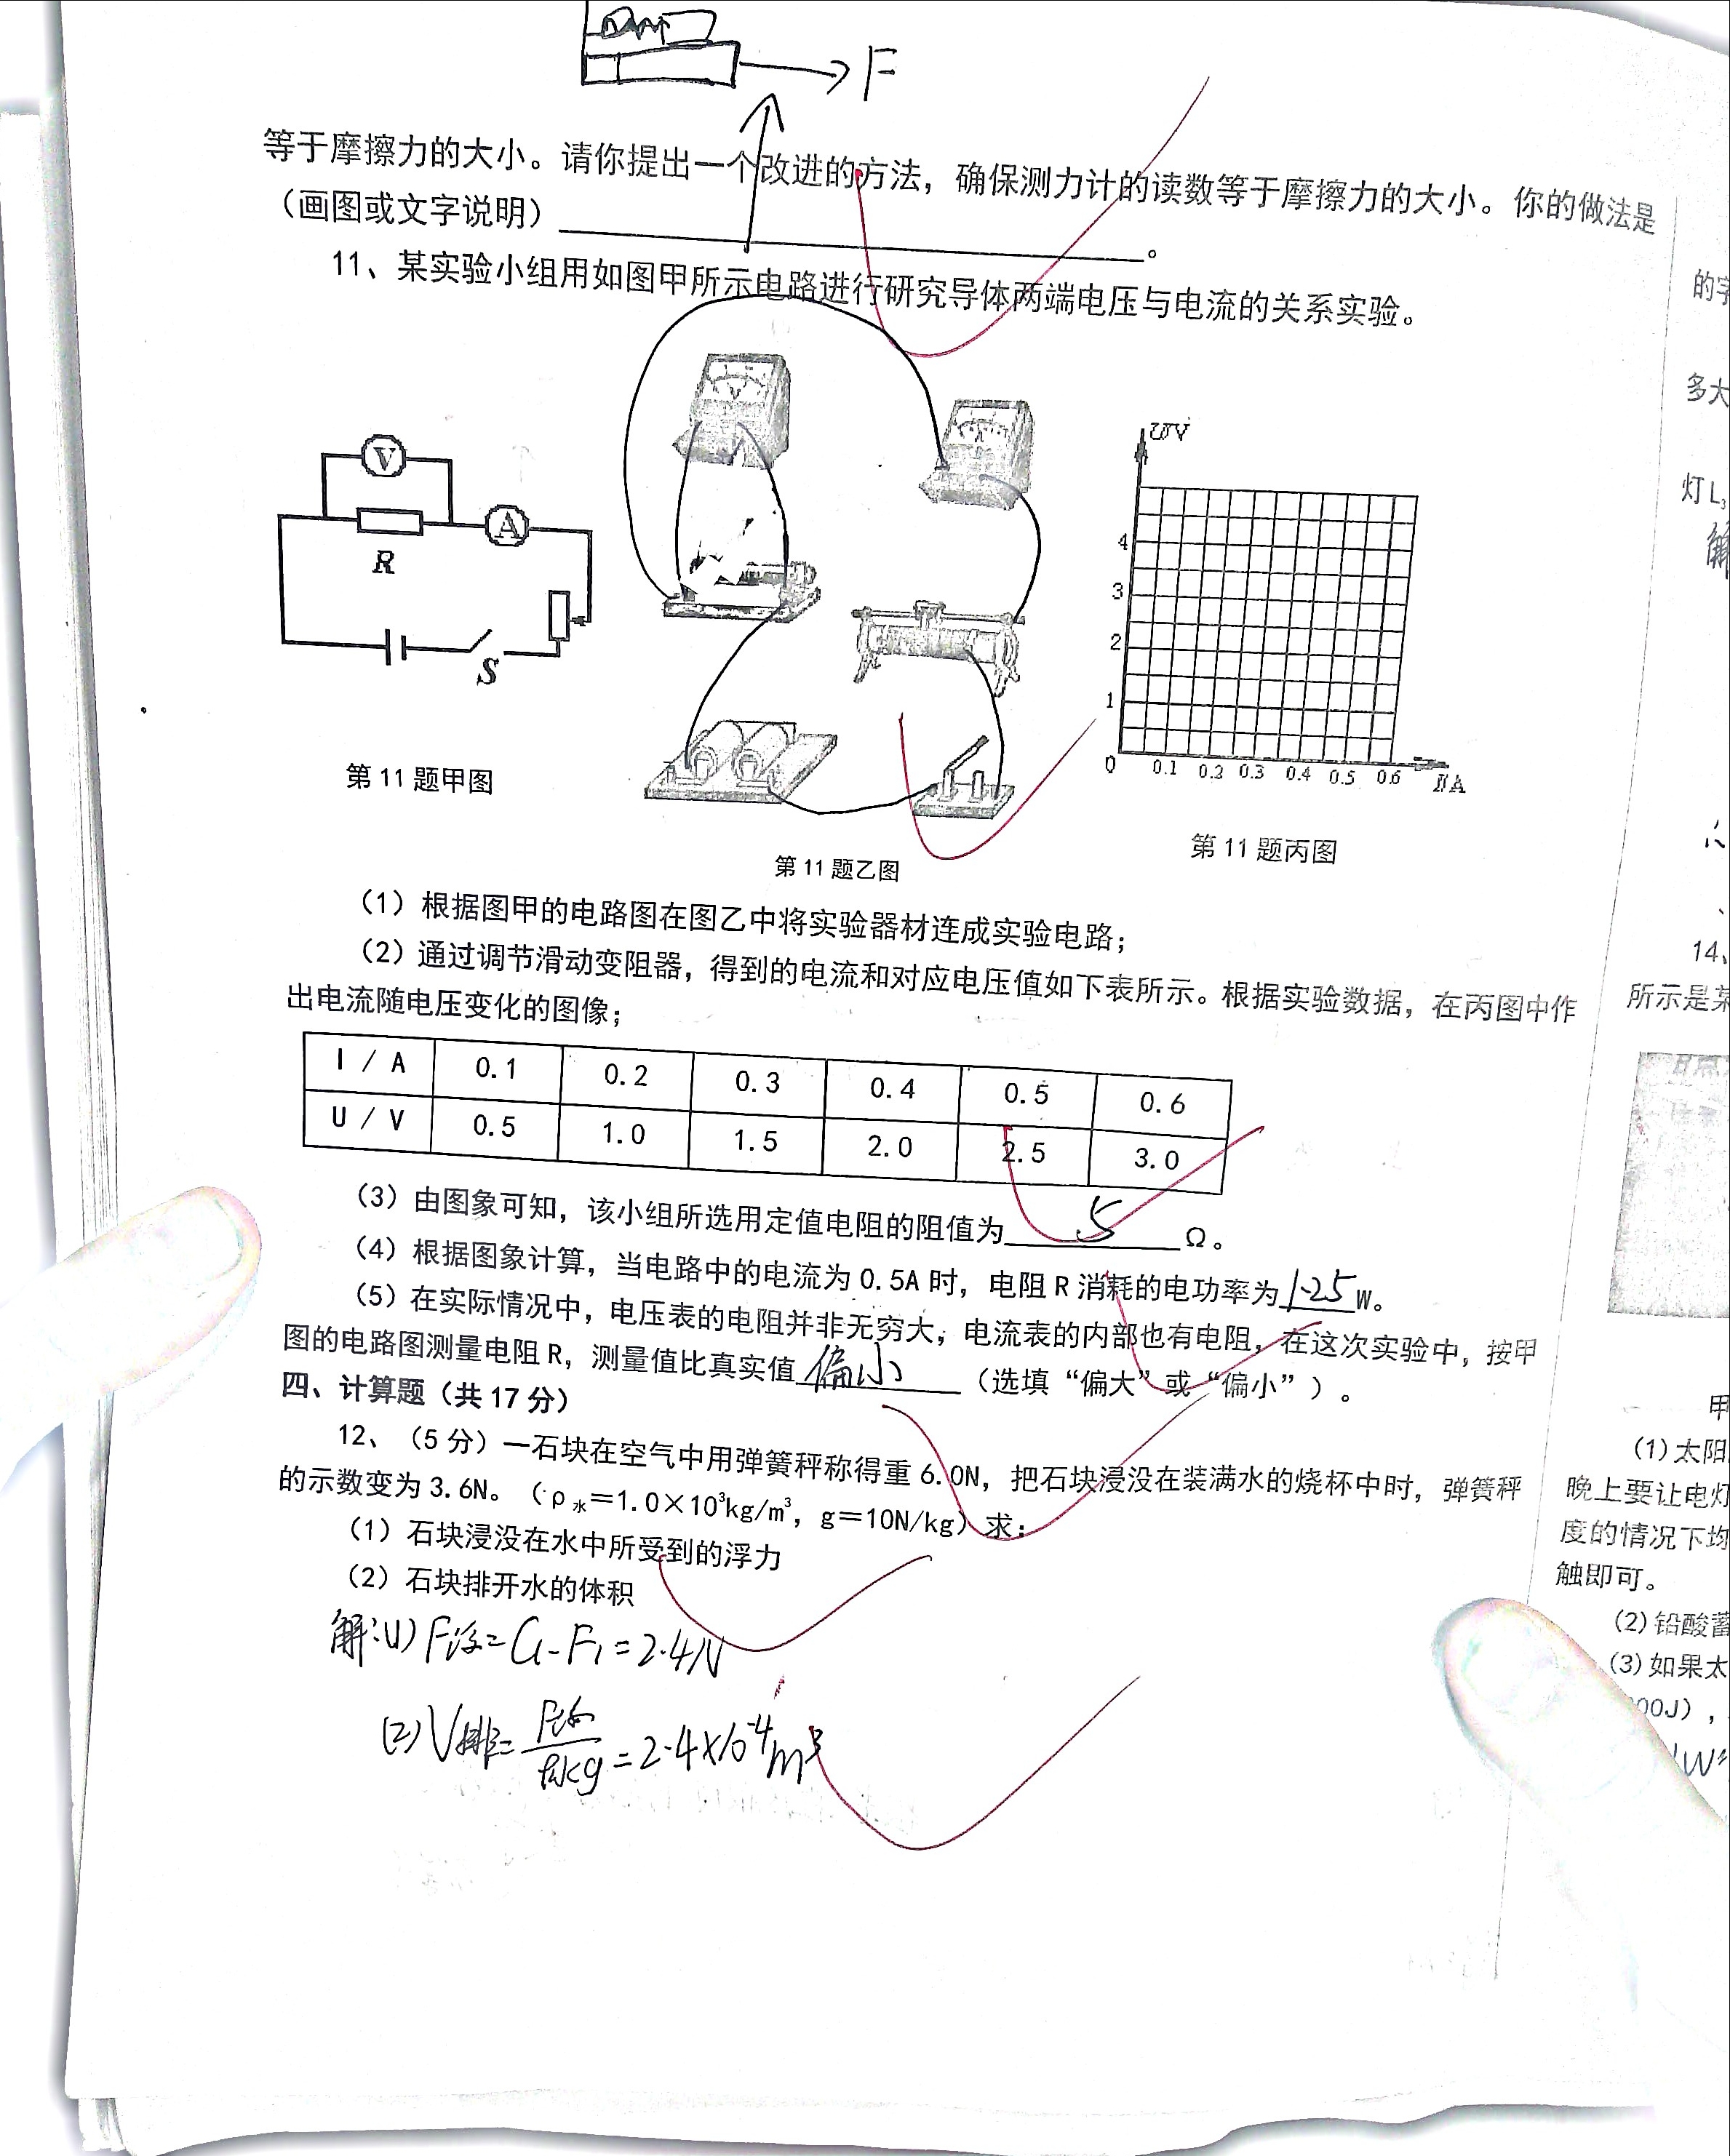 F
等于摩擦力的大小。请你提出一个改进的方法，确保测力计的读数等于摩擦力的大小。你的做法是
（画图或文字说明）。
11、某实验小组用如图甲所示电路进行研究导体两端电压与电流的关系实验。
V
A
R
S
第 11 题甲图
V
A
第 11 题乙图
U/V
4
3
2
1
0 0.1 0.2 0.3 0.4 0.5 0.6 I/A
第 11 题丙图
（1）根据图甲的电路图在图乙中将实验器材连成实验电路；
（2）通过调节滑动变阻器，得到的电流和对应电压值如下表所示。根据实验数据，在丙图中作
出电流随电压变化的图像；
I / A 0.1 0.2 0.3 0.4 0.5 0.6
U / V 0.5 1.0 1.5 2.0 2.5 3.0
（3）由图象可知，该小组所选用定值电阻的阻值为 5 Ω。
（4）根据图象计算，当电路中的电流为 0.5A 时，电阻 R 消耗的电功率为 1.25 W。
（5）在实际情况中，电压表的电阻并非无穷大，电流表的内部也有电阻，在这次实验中，按甲
图的电路图测量电阻 R，测量值比真实值 偏小 （选填“偏大”或“偏小”）。
四、计算题（共 17 分）
12、（5 分）一石块在空气中用弹簧秤称得重 6.0N，把石块浸没在装满水的烧杯中时，弹簧秤
的示数变为 3.6N。（ρ水＝1.0×10³kg/m³，g＝10N/kg）求：
（1）石块浸没在水中所受到的浮力
（2）石块排开水的体积
解:(1) F浮=G-F1=2.4N
(2) V排=F浮/ρ水g=2.4×10⁻⁴m³
的字
多大
灯 L₃
解
14、
所示是某
甲
(1)太阳
晚上要让电灯
度的情况下均
触即可。
(2)铅酸蓄
(3)如果太
000J)，